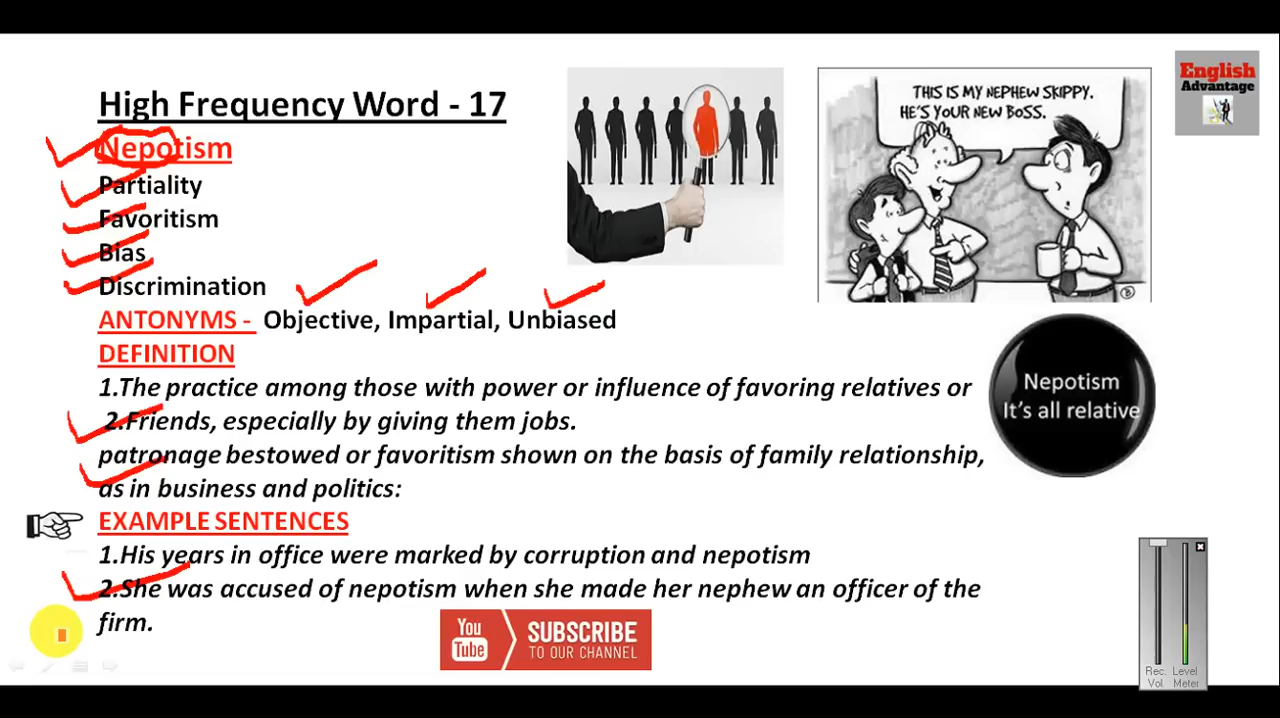 High Frequency Word - 17
Nepotism
Partiality
Favoritism
Bias
Discrimination
ANTONYMS - Objective, Impartial, Unbiased
DEFINITION
1.The practice among those with power or influence of favoring relatives or
2.Friends, especially by giving them jobs.
patronage bestowed or favoritism shown on the basis of family relationship,
as in business and politics:
EXAMPLE SENTENCES
1.His years in office were marked by corruption and nepotism
2.She was accused of nepotism when she made her nephew an officer of the
firm.
THIS IS MY NEPHEW SKIPPY.
HE'S YOUR NEW BOSS.
B
English
Advantage
Nepotism
It's all relative
You
Tube
SUBSCRIBE
TO OUR CHANNEL
Rec. Level
Vol Meter